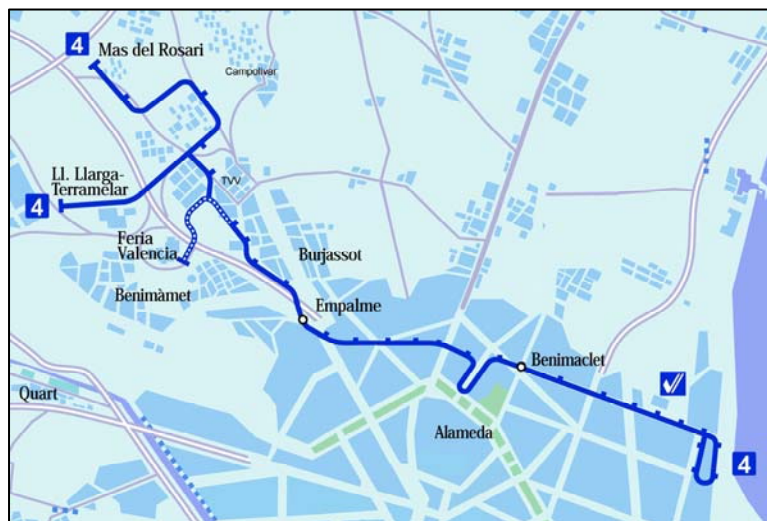 4
Mas del Rosari
Campolivar
Ll. Llarga-
Terramelar
4
TVV
Feria
Valencia
Burjassot
Benimàmet
Empalme
Benimaclet
Quart
Alameda
4